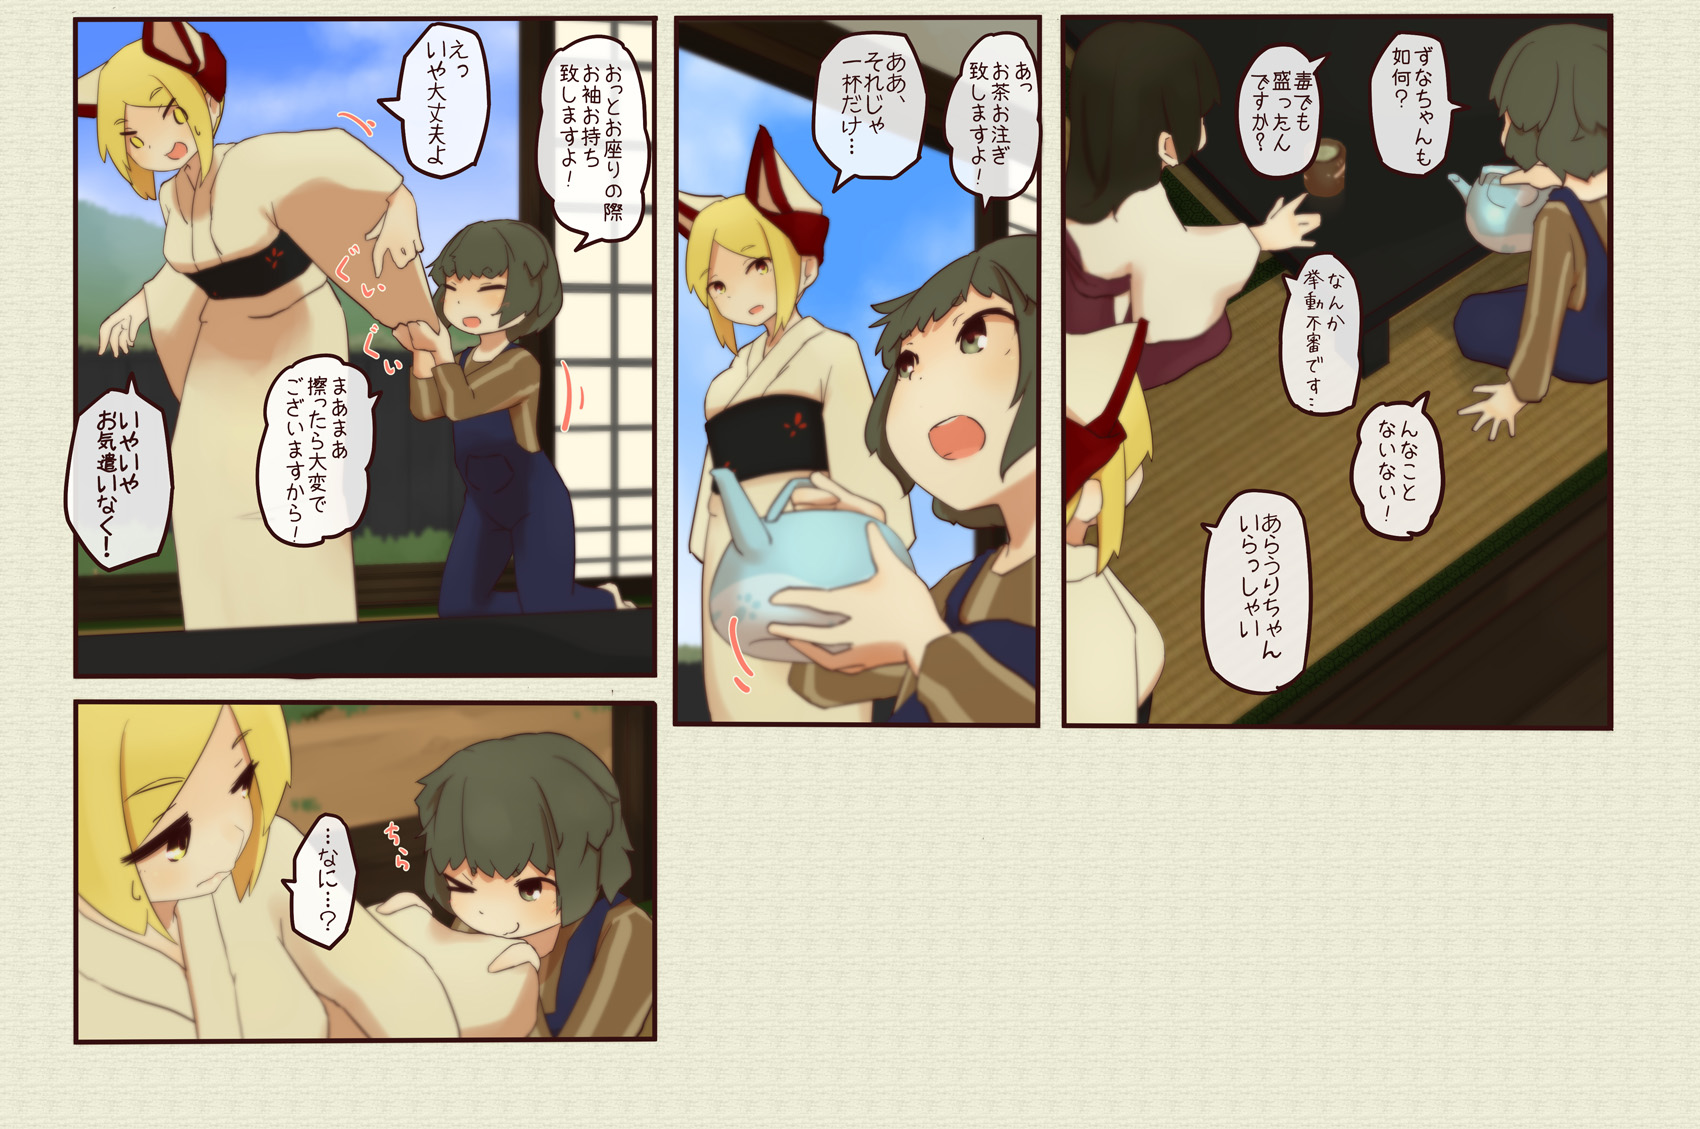 ずなちゃんも
如何？
毒でも
盛ったん
ですか？
なんか
挙動不審です…
んなこと
ないない！
あらうりちゃん
いらっしゃい
あっ
お茶お注ぎ
致しますよ！
ああ、
それじゃ
一杯だけ…
おっとお座りの際
お袖お持ち
致しますよ！
えっ
いや大丈夫よ
ぐいぐい
まあまあ
擦ったら大変で
ございますから！
いやいや
お気遣いなく！
ちら
…なに…？